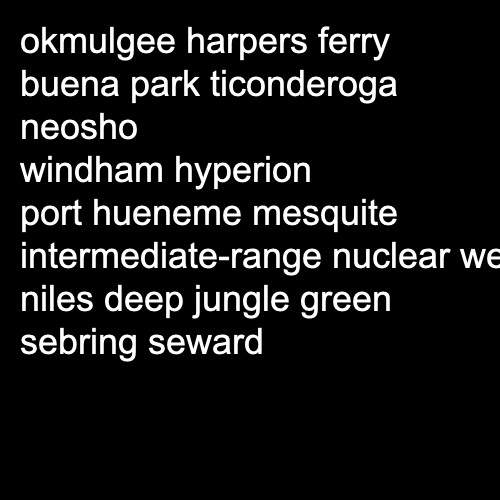 okmulgee harpers ferry
buena park ticonderoga
neosho
windham hyperion
port hueneme mesquite
intermediate-range nuclear
niles deep jungle green
sebring seward